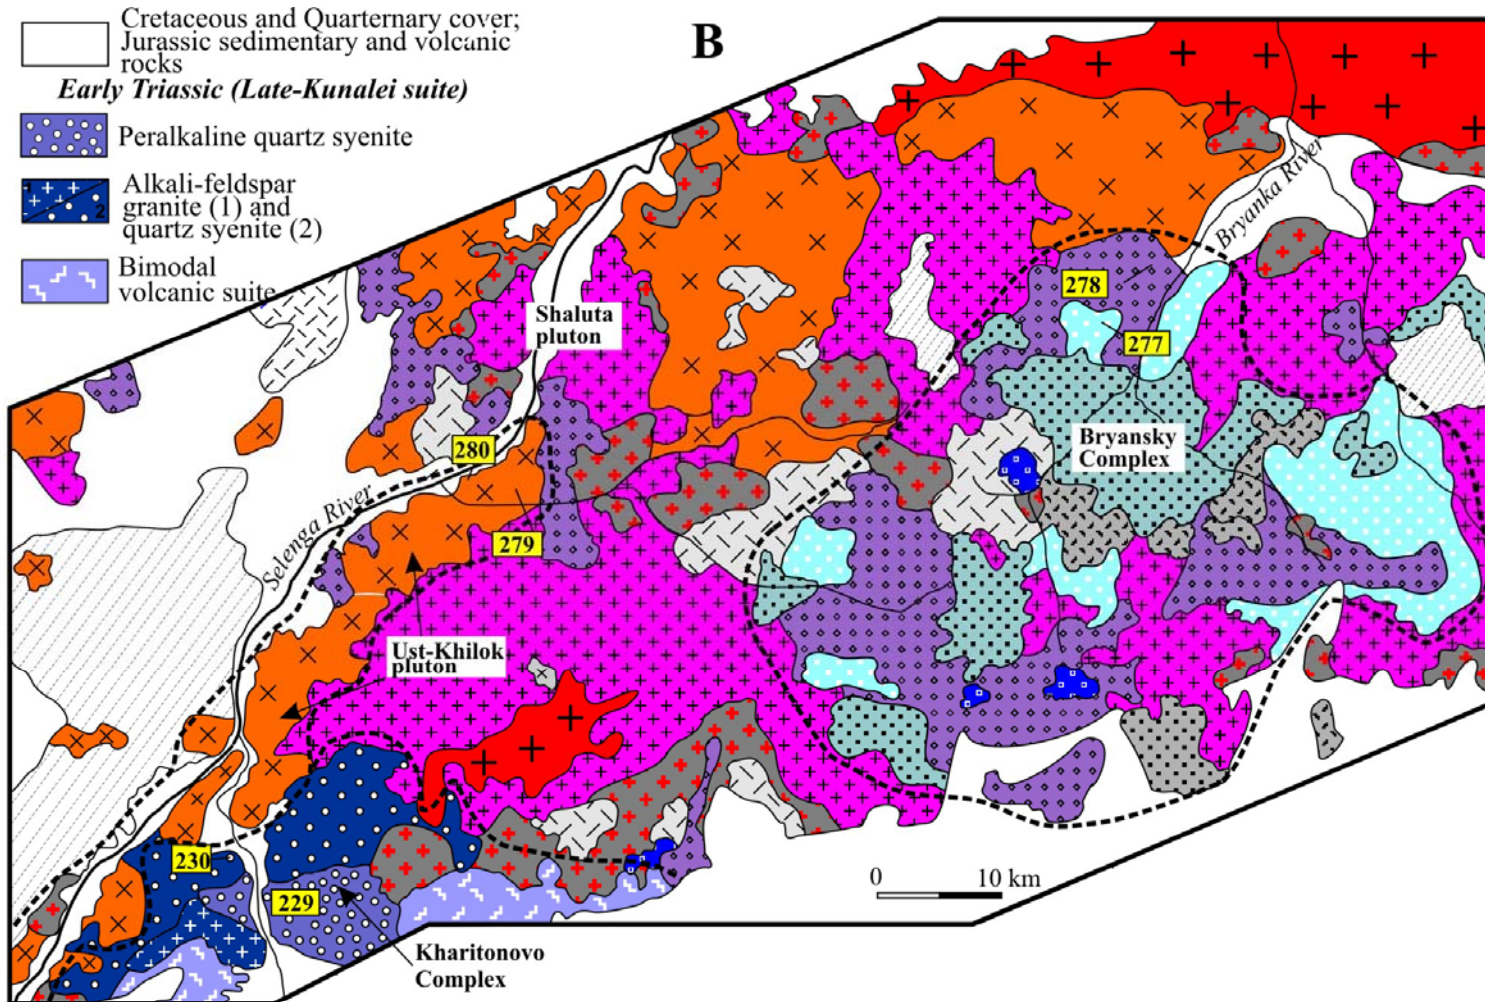 Cretaceous and Quarternary cover;
Jurassic sedimentary and volcanic
rocks
Early Triassic (Late-Kunalei suite)
Peralkaline quartz syenite
1
2
Alkali-feldspar
granite (1) and
quartz syenite (2)
Bimodal
volcanic suite
B
Bryanka River
278
277
Shaluta
pluton
Bryansky
Complex
280
Selenga River
279
Ust-Khilok
pluton
230
229
0 10 km
Kharitonovo
Complex